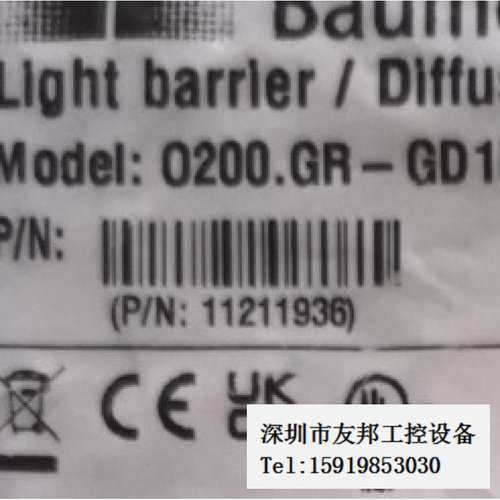 Baum
Light barrier / Diffu
Model: O200.GR-GD1
P/N:
(P/N: 11211936)
CE
UK
深圳市友邦工控设备
Tel:15919853030